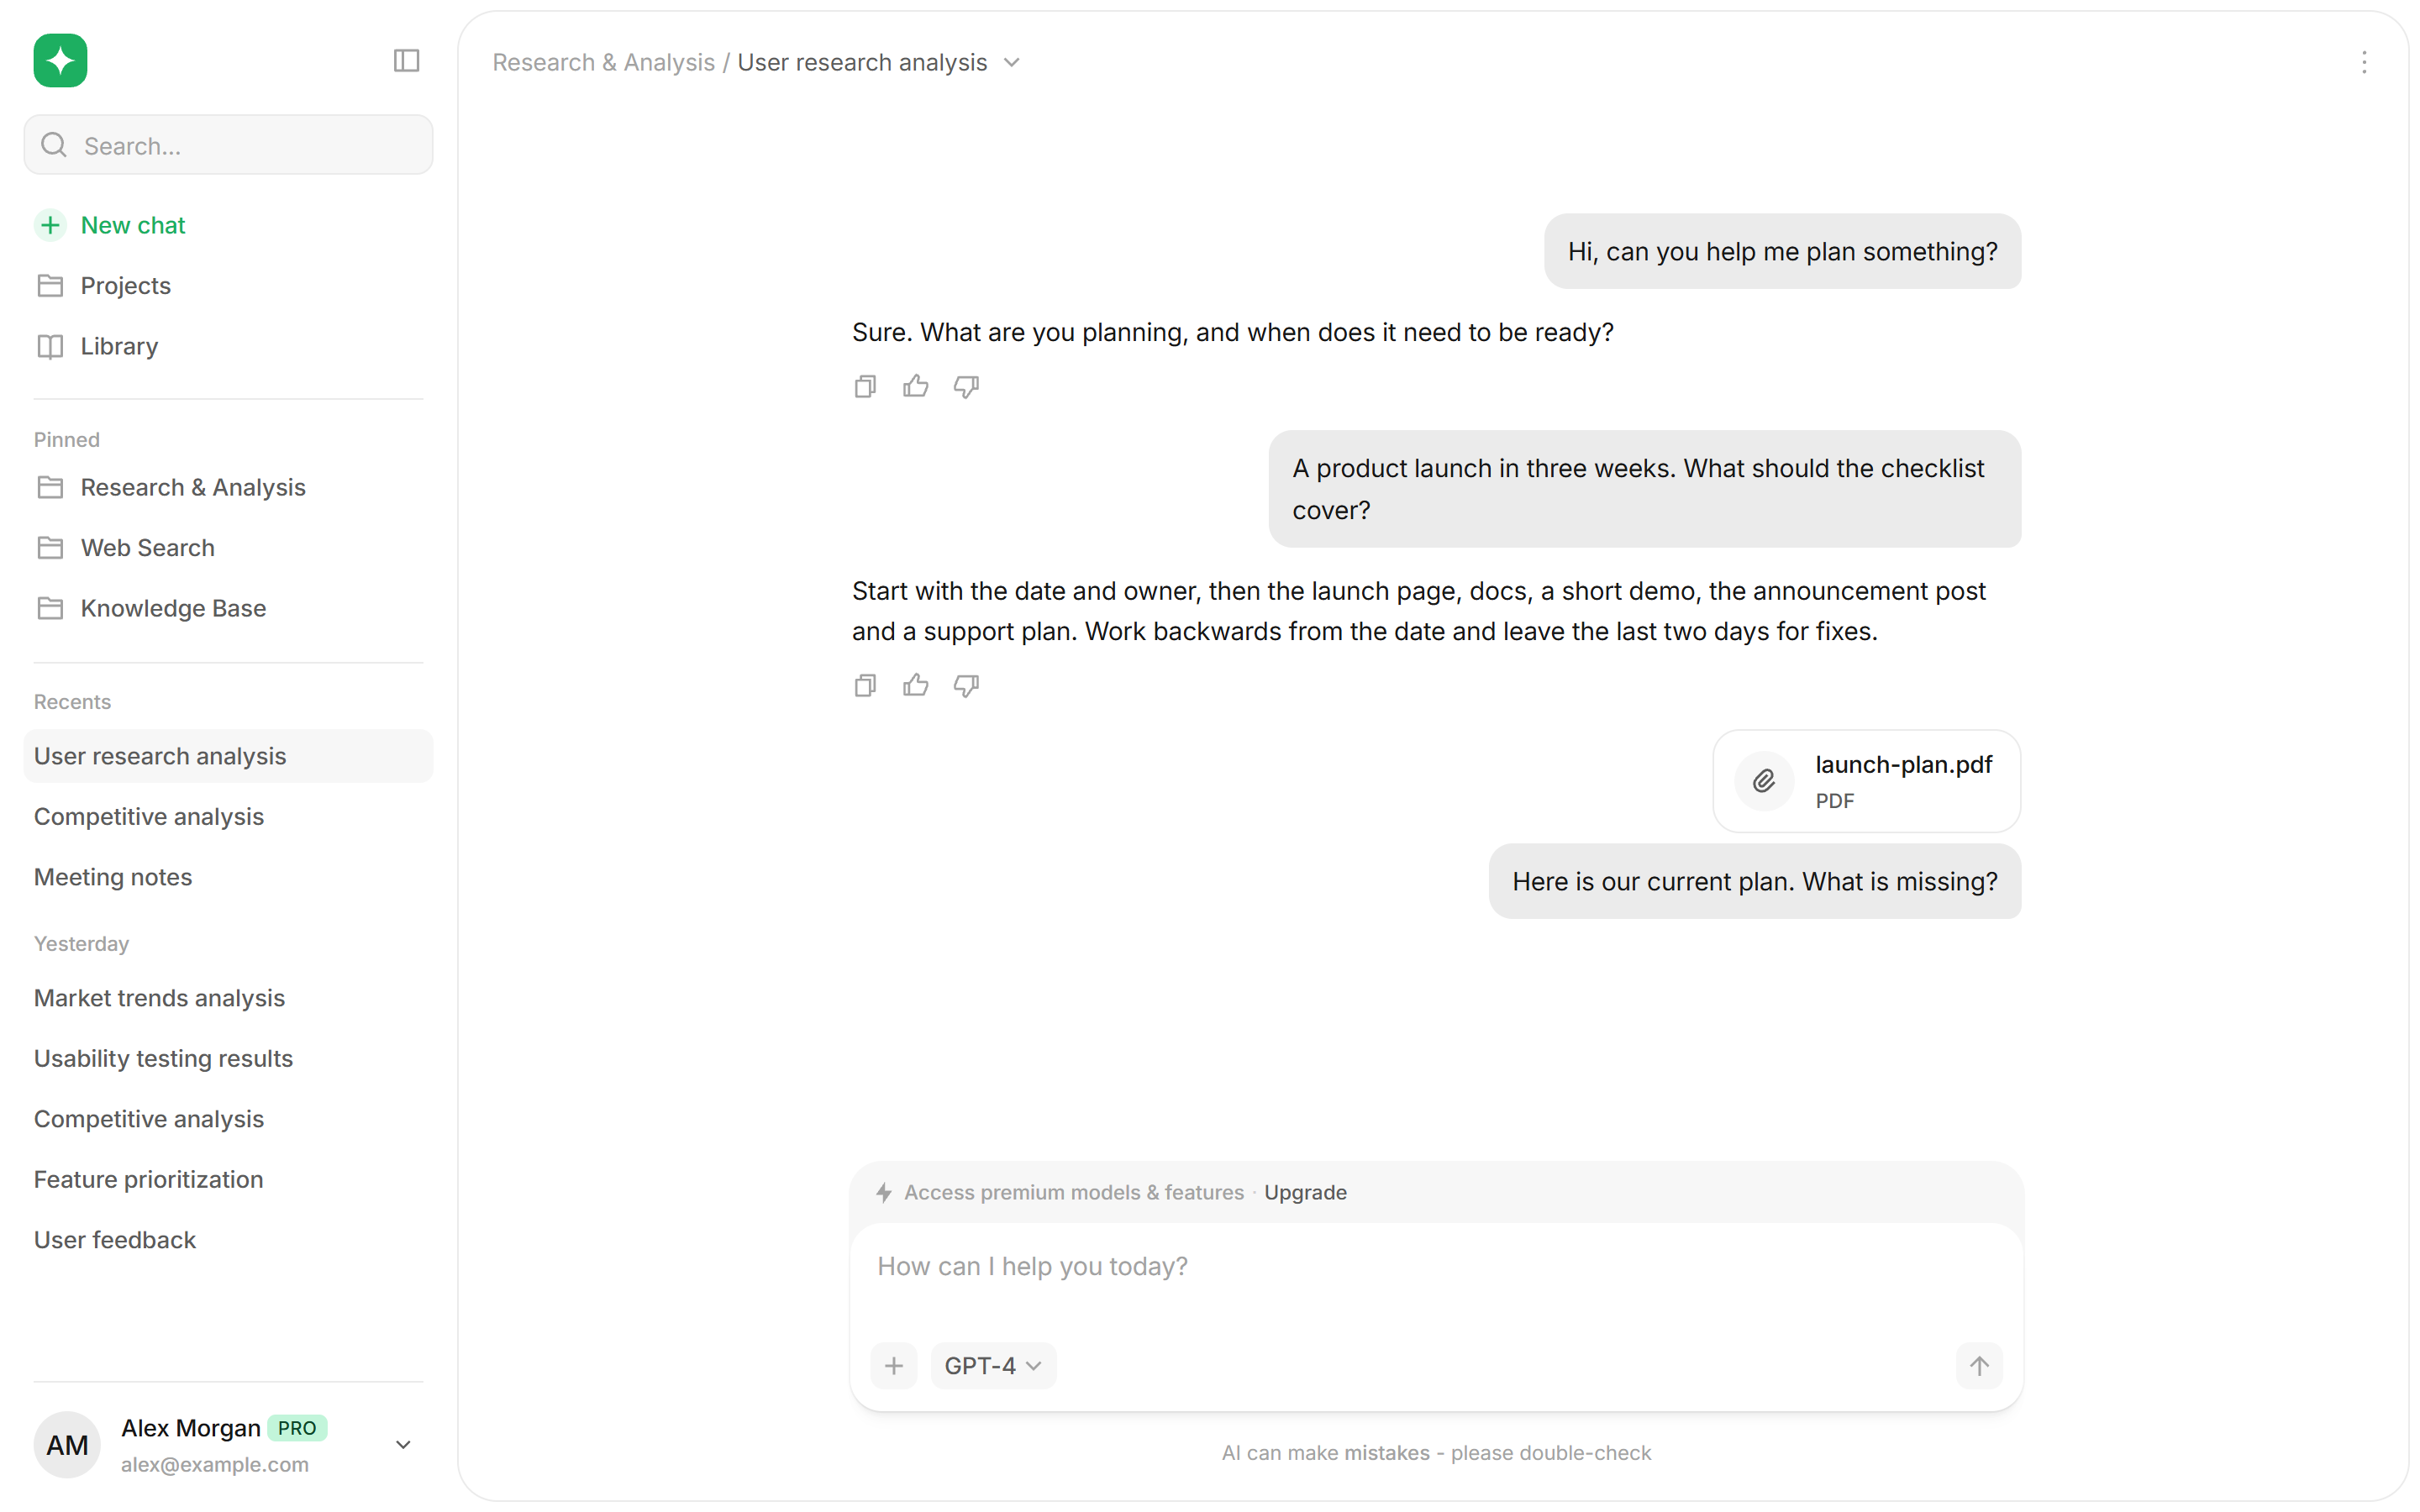 Search...
New chat
Projects
Library
Pinned
Research & Analysis
Web Search
Knowledge Base
Recents
User research analysis
Competitive analysis
Meeting notes
Yesterday
Market trends analysis
Usability testing results
Competitive analysis
Feature prioritization
User feedback
AM
Alex Morgan PRO
alex@example.com
Research & Analysis / User research analysis
Hi, can you help me plan something?
Sure. What are you planning, and when does it need to be ready?
A product launch in three weeks. What should the checklist
cover?
Start with the date and owner, then the launch page, docs, a short demo, the announcement post
and a support plan. Work backwards from the date and leave the last two days for fixes.
launch-plan.pdf
PDF
Here is our current plan. What is missing?
Access premium models & features · Upgrade
How can I help you today?
GPT-4
AI can make mistakes - please double-check